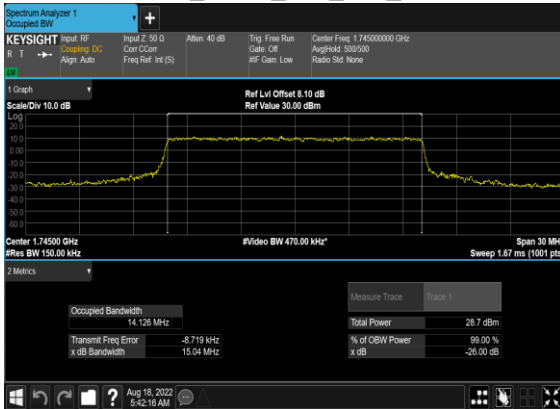 Spectrum Analyzer 1
Occupied BW
+
KEYSIGHT
R T
LW
Input: RF
Coupling: DC
Align: Auto
Input Z: 50 Ω
Corr CCorr
Freq Ref: Int (S)
Atten: 40 dB
Trig: Free Run
Gate: Off
#IF Gain: Low
Center Freq: 1.745000000 GHz
Avg|Hold: 500/500
Radio Std: None
1 Graph
Scale/Div 10.0 dB
Ref Lvl Offset 8.10 dB
Ref Value 30.00 dBm
Log
20.0
10.0
0.00
-10.0
-20.0
-30.0
-40.0
-50.0
-60.0
Center 1.74500 GHz
#Res BW 150.00 kHz
#Video BW 470.00 kHz*
Span 30 MH
Sweep 1.67 ms (1001 pts
2 Metrics
Measure Trace Trace 1
Occupied Bandwidth
14.126 MHz
Total Power 28.7 dBm
Transmit Freq Error -8.719 kHz
% of OBW Power 99.00 %
x dB Bandwidth 15.04 MHz
x dB -26.00 dB
?
Aug 18, 2022
5:42:16 AM